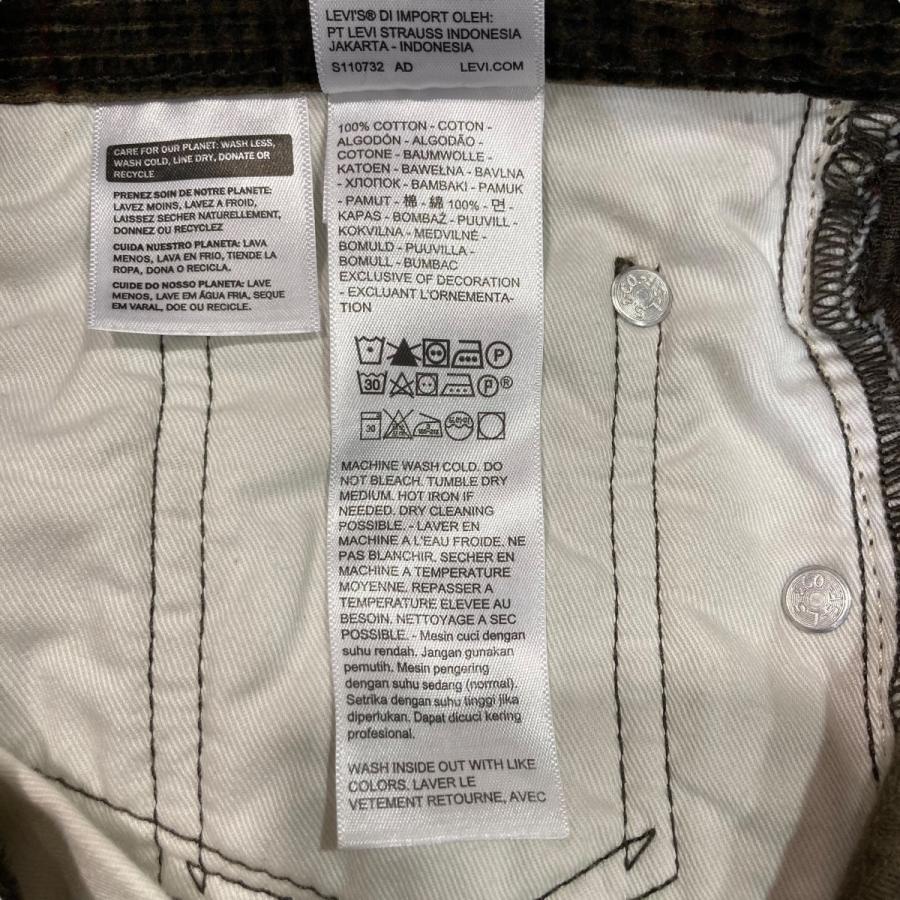 LEVI'S® DI IMPORT OLEH:
PT LEVI STRAUSS INDONESIA
JAKARTA - INDONESIA
S110732 AD LEVI.COM
CARE FOR OUR PLANET: WASH LESS,
WASH COLD, LINE DRY, DONATE OR
RECYCLE
PRENEZ SOIN DE NOTRE PLANETE:
LAVEZ MOINS, LAVEZ A FROID,
LAISSEZ SECHER NATURELLEMENT,
DONNEZ OU RECYCLEZ
CUIDA NUESTRO PLANETA: LAVA
MENOS, LAVA EN FRIO, TIENDE LA
ROPA, DONA O RECICLA.
CUIDE DO NOSSO PLANETA: LAVE
MENOS, LAVE EM ÁGUA FRIA, SEQUE
EM VARAL, DOE OU RECICLE.
100% COTTON - COTON -
ALGODÓN - ALGODÃO -
COTONE - BAUMWOLLE -
KATOEN - BAWEŁNA - BAVLNA
- ХЛОПОК - BAMBAKI - PAMUK
- PAMUT - 棉 - 綿 100% - 면 -
KAPAS - BOMBAŽ - PUUVILL -
KOKVILNA - MEDVILNĖ -
BOMULD - PUUVILLA -
BOMULL - BUMBAC
EXCLUSIVE OF DECORATION
- EXCLUANT L'ORNEMENTA-
TION
P
30 P ®
30
MACHINE WASH COLD. DO
NOT BLEACH. TUMBLE DRY
MEDIUM. HOT IRON IF
NEEDED. DRY CLEANING
POSSIBLE. - LAVER EN
MACHINE A L'EAU FROIDE. NE
PAS BLANCHIR. SECHER EN
MACHINE A TEMPERATURE
MOYENNE. REPASSER A
TEMPERATURE ELEVEE AU
BESOIN. NETTOYAGE A SEC
POSSIBLE. - Mesin cuci dengan
suhu rendah. Jangan gunakan
pemutih. Mesin pengering
dengan suhu sedang (normal).
Setrika dengan suhu tinggi jika
diperlukan. Dapat dicuci kering
profesional.
WASH INSIDE OUT WITH LIKE
COLORS. LAVER LE
VETEMENT RETOURNE, AVEC